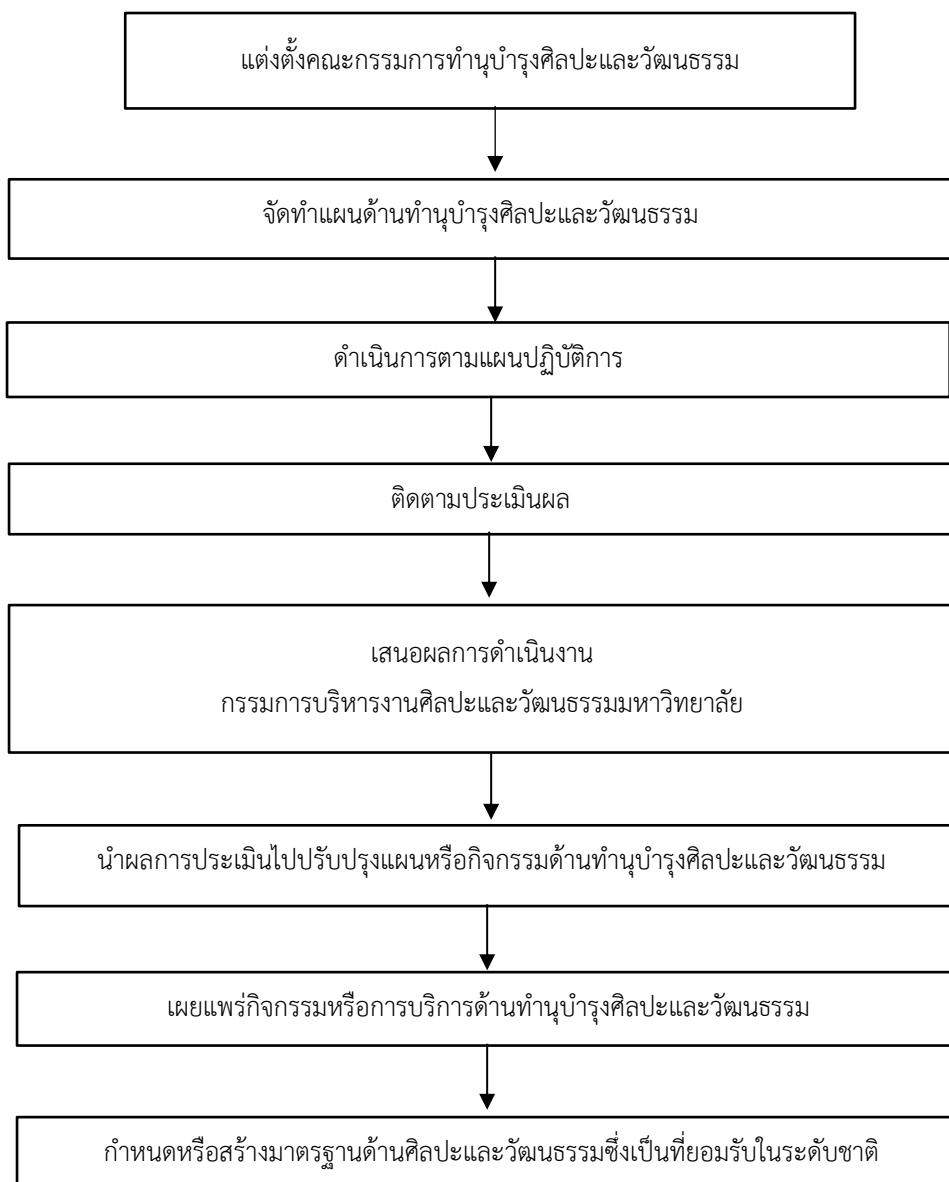 แต่งตั้งคณะกรรมการทำนุบำรุงศิลปะและวัฒนธรรม
จัดทำแผนด้านทำนุบำรุงศิลปะและวัฒนธรรม
ดำเนินการตามแผนปฏิบัติการ
ติดตามประเมินผล
เสนอผลการดำเนินงาน
กรรมการบริหารงานศิลปะและวัฒนธรรมมหาวิทยาลัย
นำผลการประเมินไปปรับปรุงแผนหรือกิจกรรมด้านทำนุบำรุงศิลปะและวัฒนธรรม
เผยแพร่กิจกรรมหรือการบริการด้านทำนุบำรุงศิลปะและวัฒนธรรม
กำหนดหรือสร้างมาตรฐานด้านศิลปะและวัฒนธรรมซึ่งเป็นที่ยอมรับในระดับชาติ